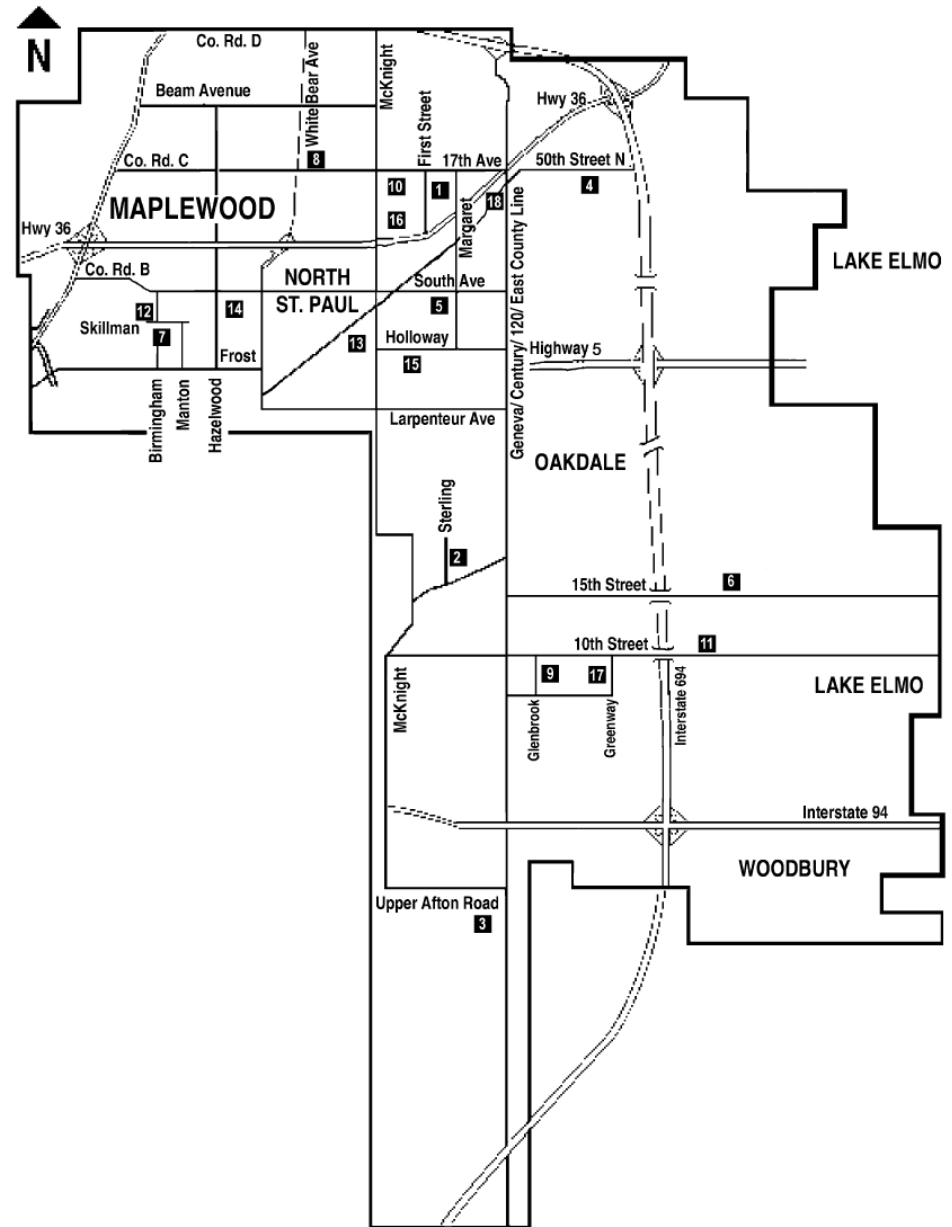 N
Co. Rd. D
White Bear Ave
McKnight
Beam Avenue
First Street
Hwy 36
Co. Rd. C
8
17th Ave
50th Street N
10
1
18
4
MAPLEWOOD
16
Margaret
Hwy 36
LAKE ELMO
Co. Rd. B
NORTH
ST. PAUL
South Ave
12
14
5
Skillman
7
13
Holloway
Geneva/ Century/ 120/ East County Line
Highway 5
Frost
15
Birmingham
Manton
Hazelwood
Larpenteur Ave
OAKDALE
Sterling
2
15th Street
6
10th Street
11
McKnight
9
17
Interstate 694
LAKE ELMO
Glenbrook
Greenway
Interstate 94
WOODBURY
Upper Afton Road
3